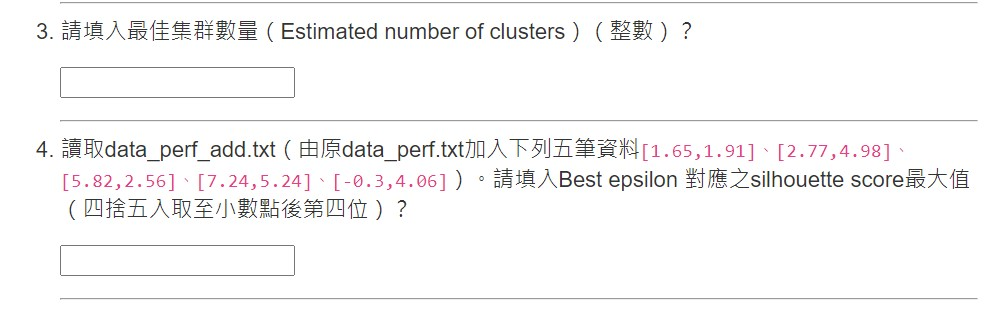 3. 請填入最佳集群數量（Estimated number of clusters）（整數）？
4. 讀取data_perf_add.txt（由原data_perf.txt加入下列五筆資料[1.65,1.91]、[2.77,4.98]、
[5.82,2.56]、[7.24,5.24]、[-0.3,4.06]）。請填入Best epsilon 對應之silhouette score最大值
（四捨五入取至小數點後第四位）？